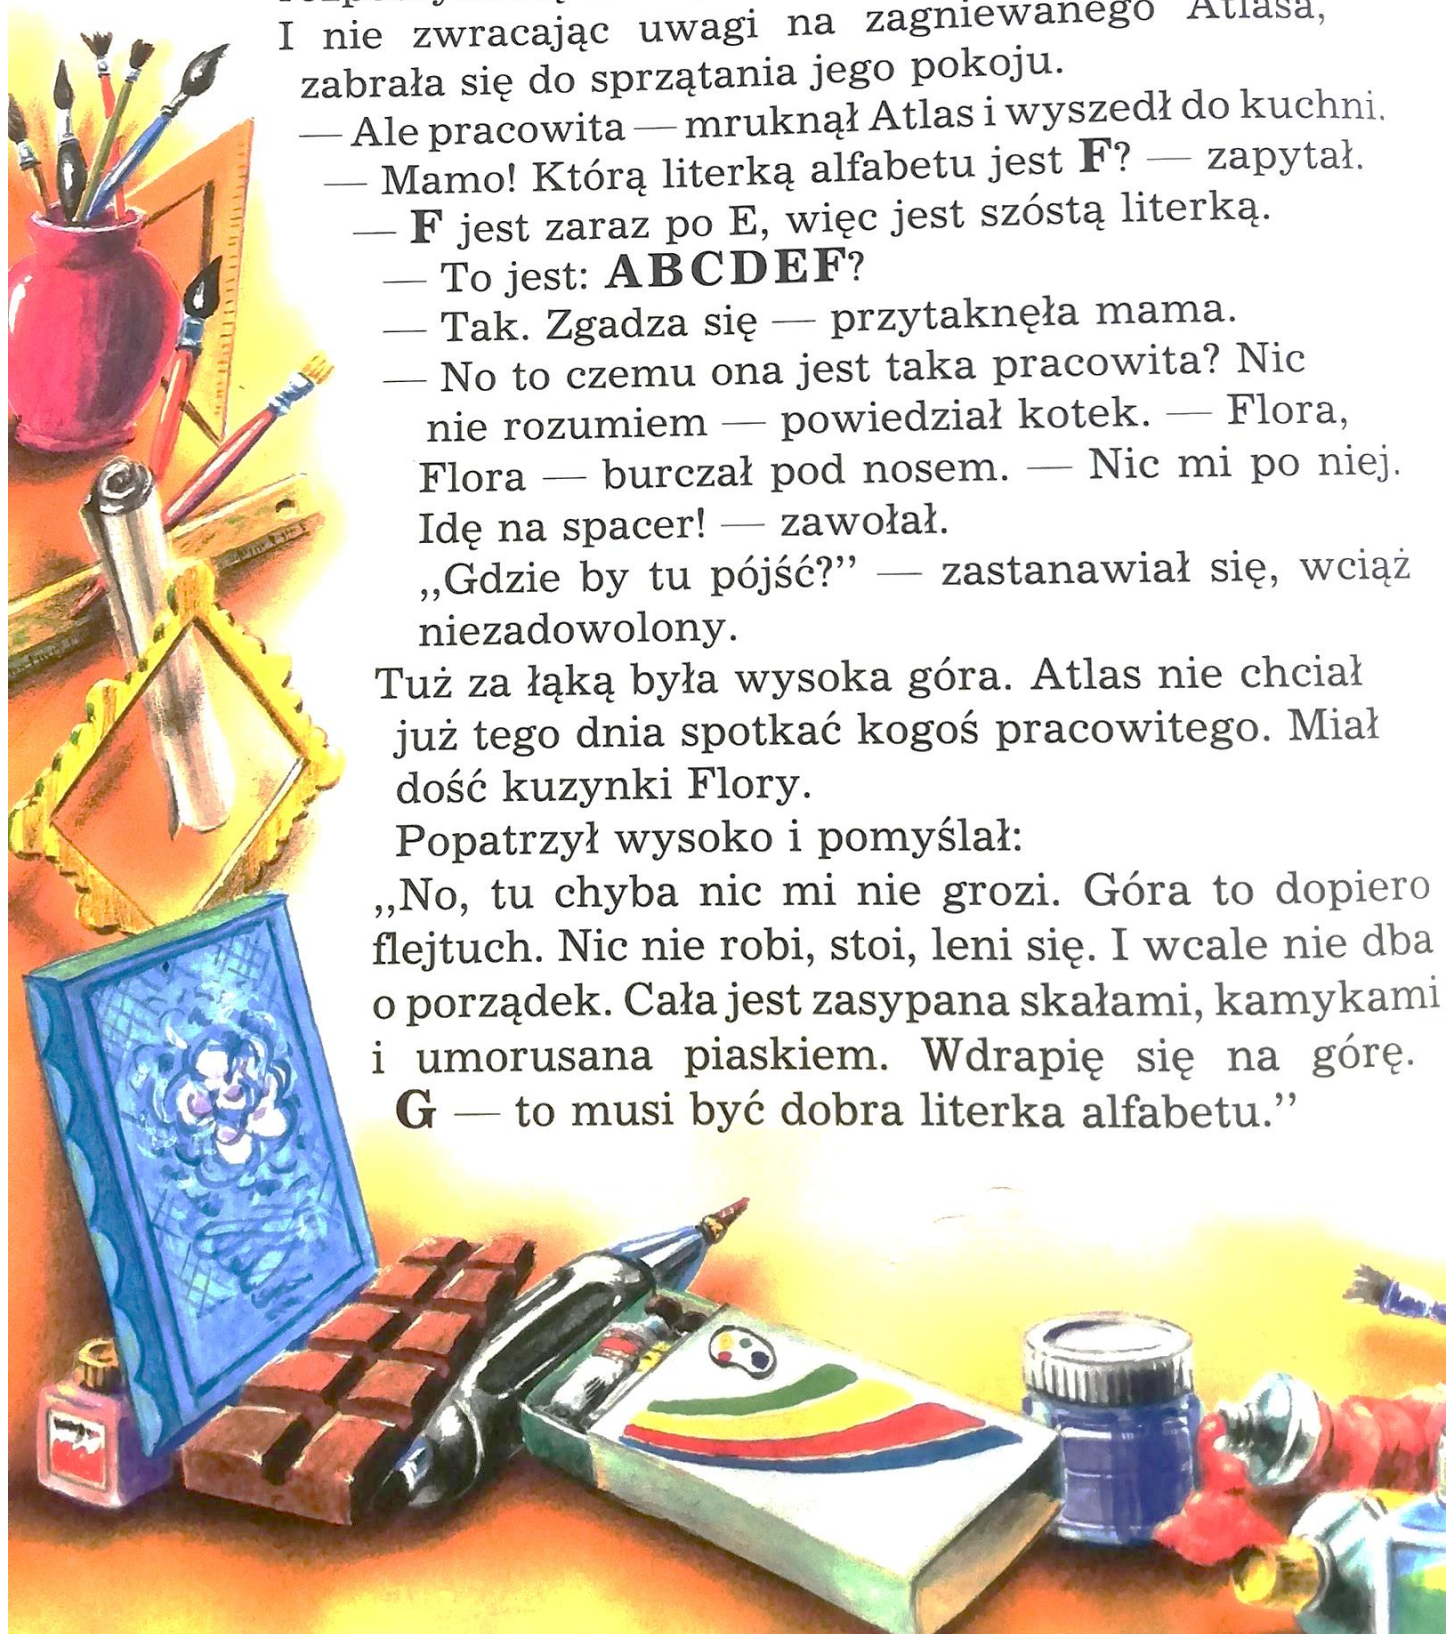 I nie zwracając uwagi na zagniewanego Atlasa,
zabrała się do sprzątania jego pokoju.
— Ale pracowita — mruknął Atlas i wyszedł do kuchni.
— Mamo! Którą literką alfabetu jest F? — zapytał.
— F jest zaraz po E, więc jest szóstą literką.
— To jest: ABCDEF?
— Tak. Zgadza się — przytaknęła mama.
— No to czemu ona jest taka pracowita? Nic
nie rozumiem — powiedział kotek. — Flora,
Flora — burczał pod nosem. — Nic mi po niej.
Idę na spacer! — zawołał.
„Gdzie by tu pójść?” — zastanawiał się, wciąż
niezadowolony.
Tuż za łąką była wysoka góra. Atlas nie chciał
już tego dnia spotkać kogoś pracowitego. Miał
dość kuzynki Flory.
Popatrzył wysoko i pomyślał:
„No, tu chyba nic mi nie grozi. Góra to dopiero
flejtuch. Nic nie robi, stoi, leni się. I wcale nie dba
o porządek. Cała jest zasypana skałami, kamykami
i umorusana piaskiem. Wdrapię się na górę.
G — to musi być dobra literka alfabetu.”